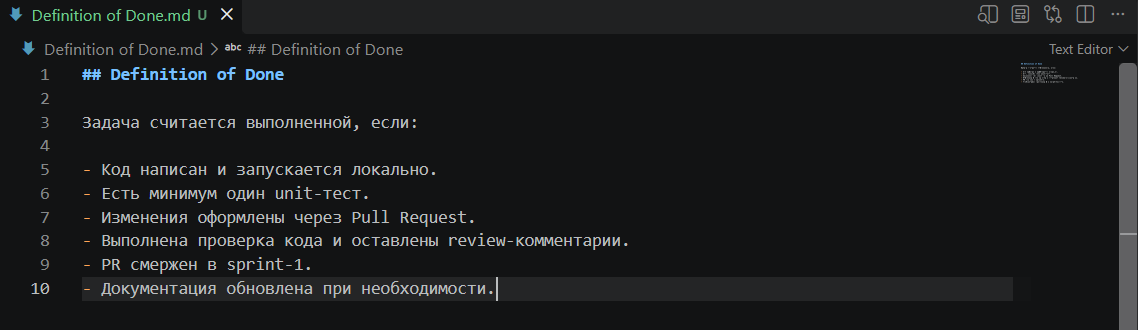 Definition of Done.md U
Definition of Done.md > abc ## Definition of Done
Text Editor
1 ## Definition of Done
2
3 Задача считается выполненной, если:
4
5 - Код написан и запускается локально.
6 - Есть минимум один unit-тест.
7 - Изменения оформлены через Pull Request.
8 - Выполнена проверка кода и оставлены review-комментарии.
9 - PR смержен в sprint-1.
10 - Документация обновлена при необходимости.